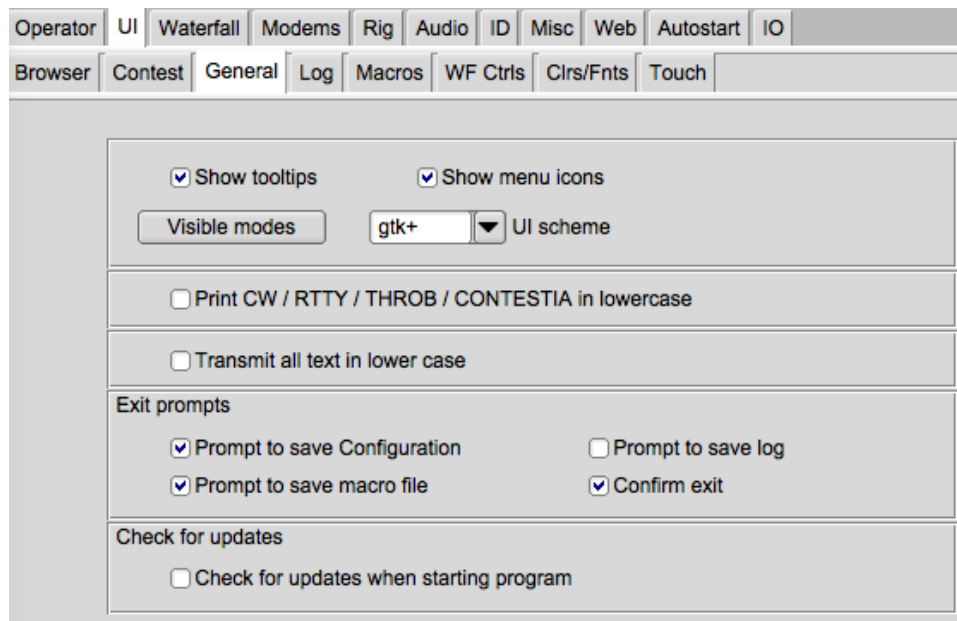 Operator UI Waterfall Modems Rig Audio ID Misc Web Autostart IO
Browser Contest General Log Macros WF Ctrls Clrs/Fnts Touch
Show tooltips Show menu icons
Visible modes gtk+ UI scheme
Print CW / RTTY / THROB / CONTESTIA in lowercase
Transmit all text in lower case
Exit prompts
Prompt to save Configuration Prompt to save log
Prompt to save macro file Confirm exit
Check for updates
Check for updates when starting program